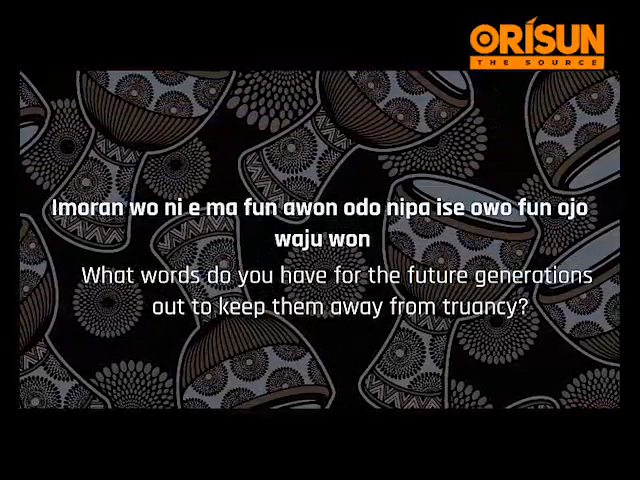 ORÍSUN
THE SOURCE
Imoran wo ni e ma fun awon odo nipa ise owo fun ojo
waju won
What words do you have for the future generations
out to keep them away from truancy?